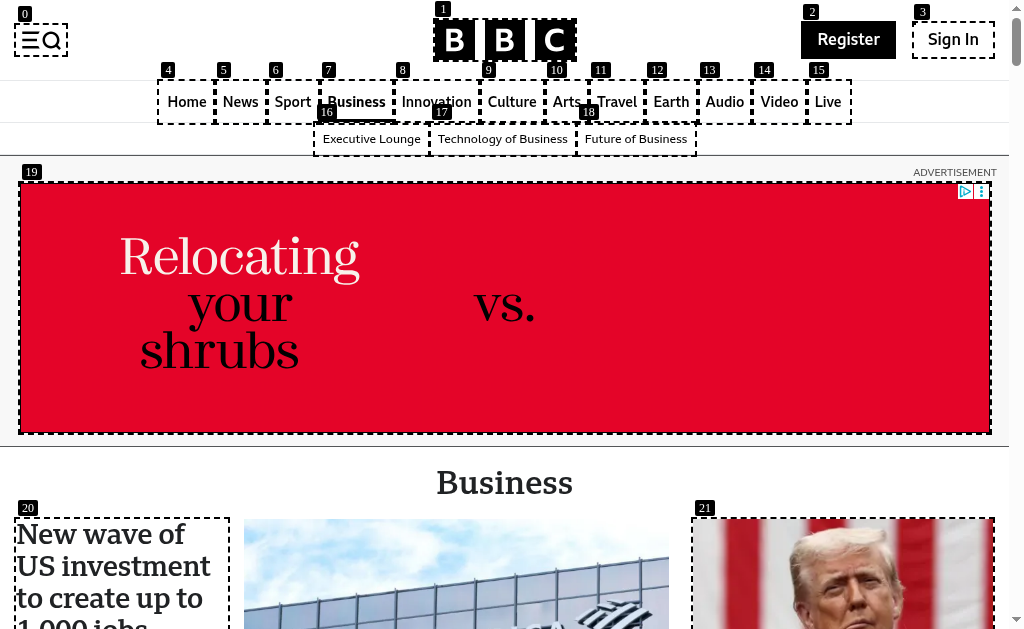 0
1
2
3
BBC
Register
Sign In
4
5
6
7
8
9
10
11
12
13
14
15
Home
News
Sport
Business
Innovation
Culture
Arts
Travel
Earth
Audio
Video
Live
16
17
18
Executive Lounge
Technology of Business
Future of Business
19
ADVERTISEMENT
Relocating
your
shrubs
vs.
Business
20
21
New wave of
US investment
to create up to
1,000 jobs